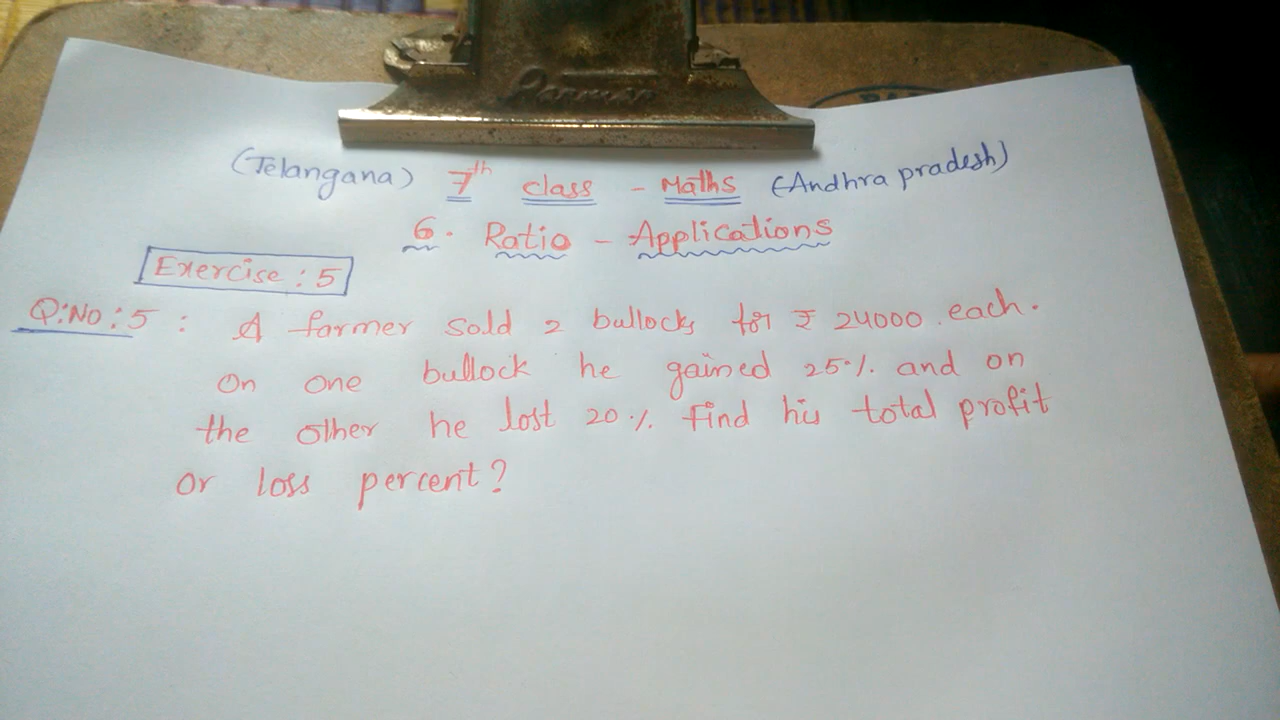 (Telangana) 7th class - Maths (Andhra pradesh)
6. Ratio - Applications
Exercise : 5
Q:No : 5 : A farmer sold 2 bullocks for ₹ 24000 each.
On one bullock he gained 25% and on
the other he lost 20%. Find his total profit
or loss percent?